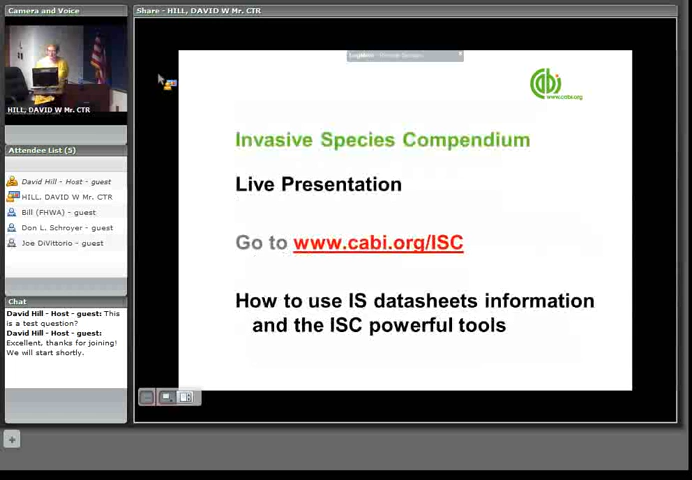 Camera and Voice
HILL, DAVID W Mr. CTR
Attendee List (5)
David Hill - Host - guest
HILL. DAVID W Mr. CTR
Bill (FHWA) - guest
Don L. Schroyer - guest
Joe DiVittorio - guest
Chat
David Hill - Host - guest: This
is a test question?
David Hill - Host - guest:
Excellent, thanks for joining!
We will start shortly.
Share - HILL, DAVID W Mr. CTR
cabi
www.cabi.org
Invasive Species Compendium
Live Presentation
Go to www.cabi.org/ISC
How to use IS datasheets information
and the ISC powerful tools